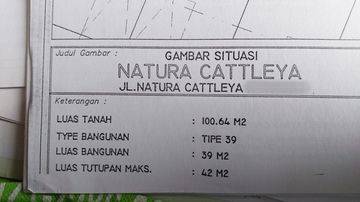 Judul Gambar :
GAMBAR SITUASI
NATURA CATTLEYA
JL.NATURA CATTLEYA
Keterangan :
LUAS TANAH : 100.64 M2
TYPE BANGUNAN : TIPE 39
LUAS BANGUNAN : 39 M2
LUAS TUTUPAN MAKS. : 42 M2